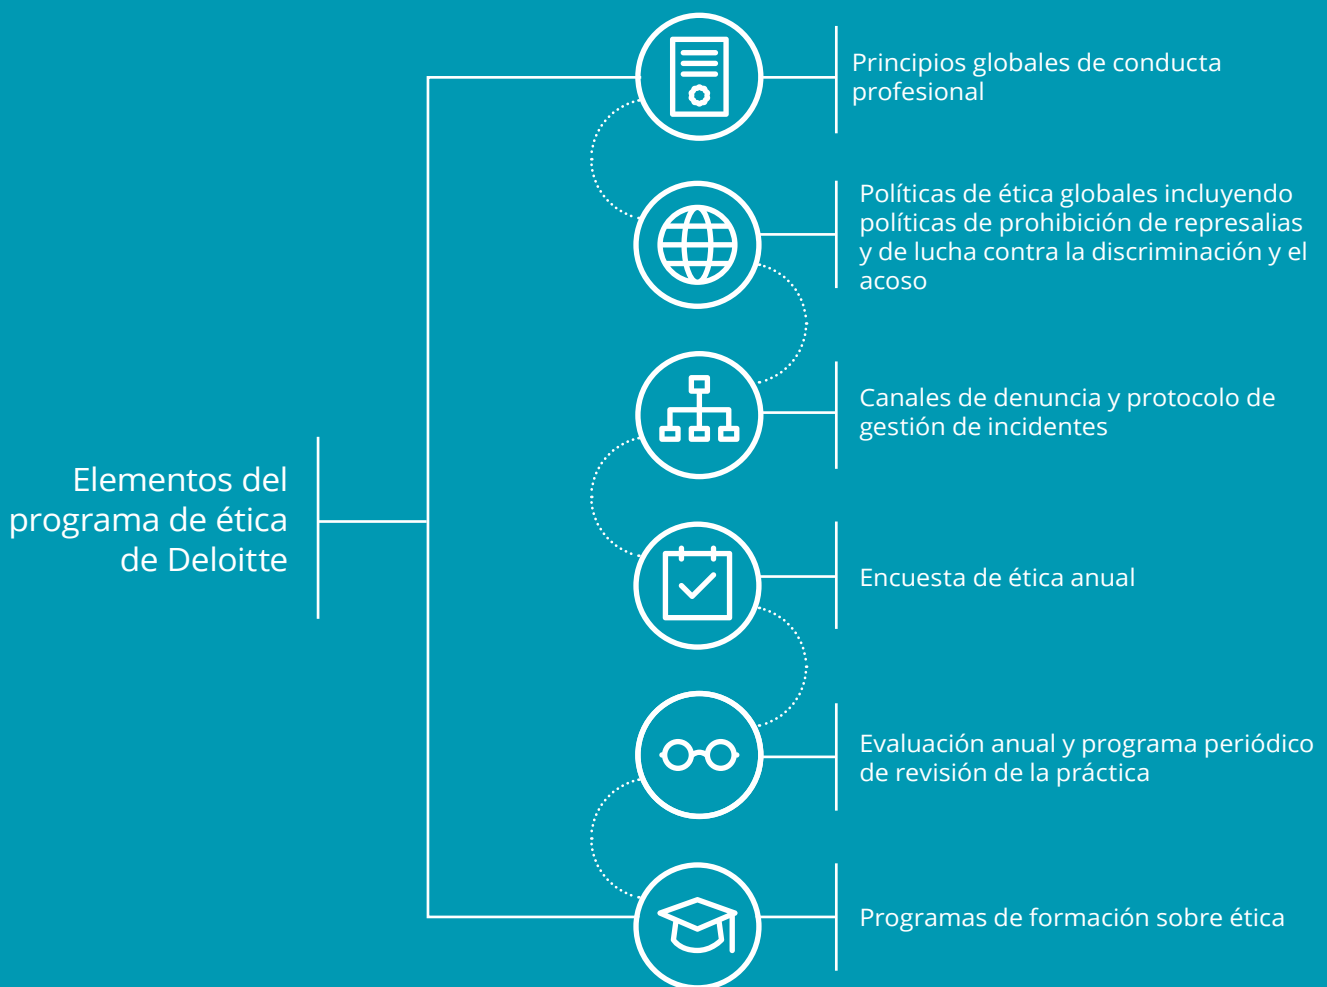 Principios globales de conducta
profesional
Políticas de ética globales incluyendo
políticas de prohibición de represalias
y de lucha contra la discriminación y el
acoso
Canales de denuncia y protocolo de
gestión de incidentes
Elementos del
programa de ética
de Deloitte
Encuesta de ética anual
Evaluación anual y programa periódico
de revisión de la práctica
Programas de formación sobre ética